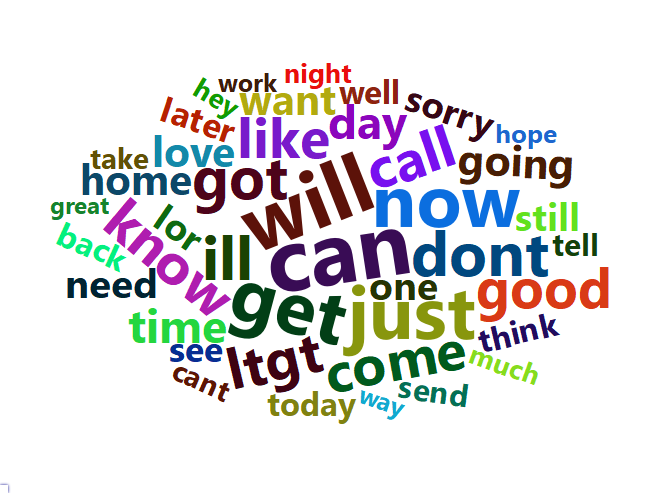 night
hey
work
want
well
later
sorry
like
day
hope
take
love
call
going
home
got
will
great
now
still
know
lor
back
ill
can
dont
tell
need
get
one
just
good
time
see
ltgt
come
think
much
cant
send
today
way